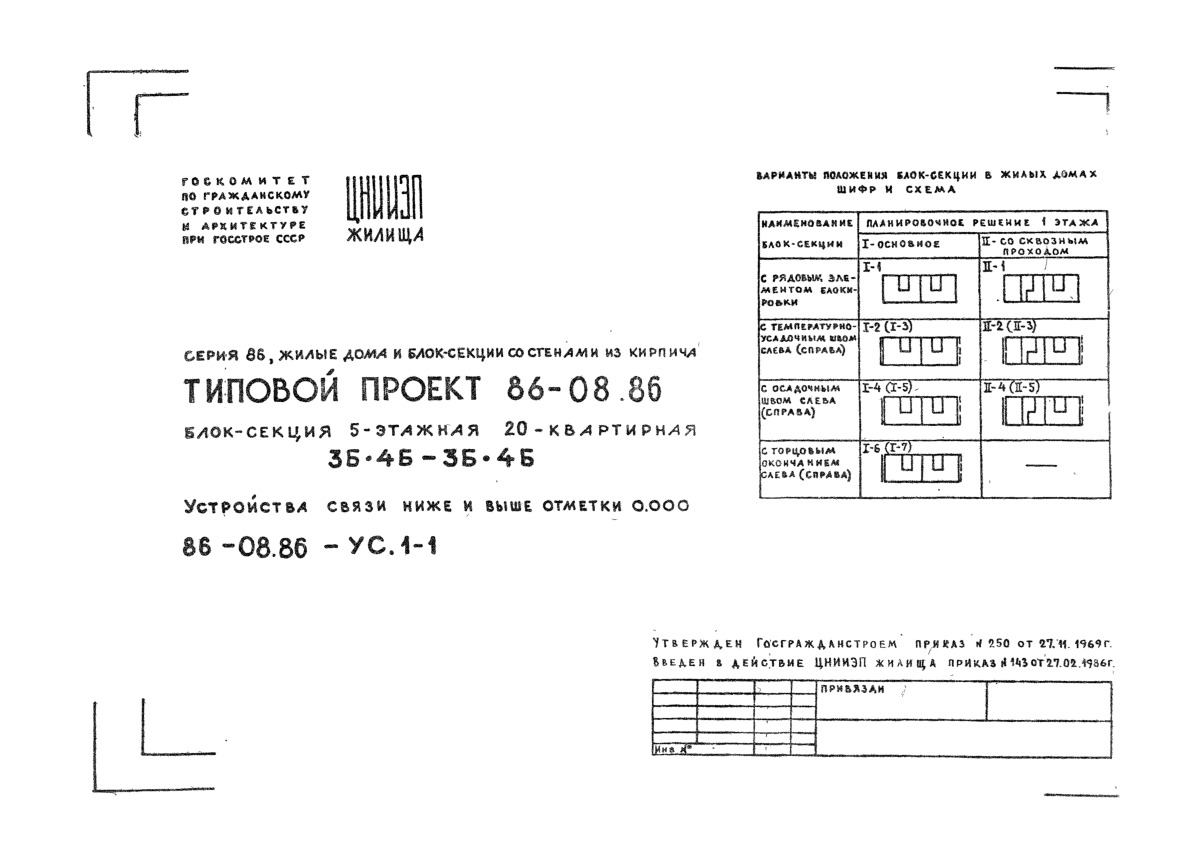 ГОСКОМИТЕТ
ПО ГРАЖДАНСКОМУ
СТРОИТЕЛЬСТВУ
И АРХИТЕКТУРЕ
ПРИ ГОССТРОЕ СССР
ЦНИИЭП
ЖИЛИЩА
СЕРИЯ 86, ЖИЛЫЕ ДОМА И БЛОК-СЕКЦИИ СО СТЕНАМИ ИЗ КИРПИЧА
ТИПОВОЙ ПРОЕКТ 86-08.86
БЛОК-СЕКЦИЯ 5-ЭТАЖНАЯ 20-КВАРТИРНАЯ
3Б·4Б–3Б·4Б
УСТРОЙСТВА СВЯЗИ НИЖЕ И ВЫШЕ ОТМЕТКИ 0.000
86-08.86 - УС.1-1
ВАРИАНТЫ ПОЛОЖЕНИЯ БЛОК-СЕКЦИИ В ЖИЛЫХ ДОМАХ
ШИФР И СХЕМА
НАИМЕНОВАНИЕ
БЛОК-СЕКЦИИ
ПЛАНИРОВОЧНОЕ РЕШЕНИЕ 1 ЭТАЖА
I-ОСНОВНОЕ
II-СО СКВОЗНЫМ
ПРОХОДОМ
С РЯДОВЫМ ЭЛЕ-
МЕНТОМ БЛОКИ-
РОВКИ
I-1
II-1
С ТЕМПЕРАТУРНО-
УСАДОЧНЫМ ШВОМ
СЛЕВА (СПРАВА)
I-2 (I-3)
II-2 (II-3)
С ОСАДОЧНЫМ
ШВОМ СЛЕВА
(СПРАВА)
I-4 (I-5)
II-4 (II-5)
С ТОРЦОВЫМ
ОКОНЧАНИЕМ
СЛЕВА (СПРАВА)
I-6 (I-7)
—
УТВЕРЖДЕН ГОСГРАЖДАНСТРОЕМ ПРИКАЗ N 250 ОТ 27.11.1969г.
ВВЕДЕН В ДЕЙСТВИЕ ЦНИИЭП ЖИЛИЩА ПРИКАЗ N 143 ОТ 27.02.1986г.
ПРИВЯЗАН
Инв N°